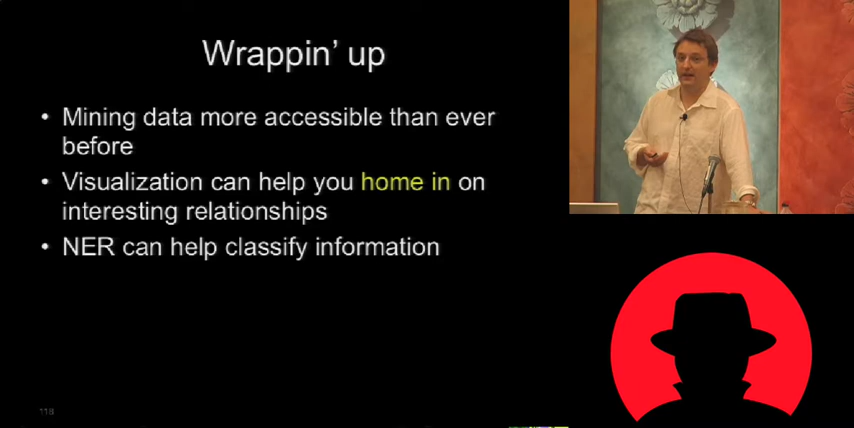 Wrappin' up
• Mining data more accessible than ever
before
• Visualization can help you home in on
interesting relationships
• NER can help classify information
118